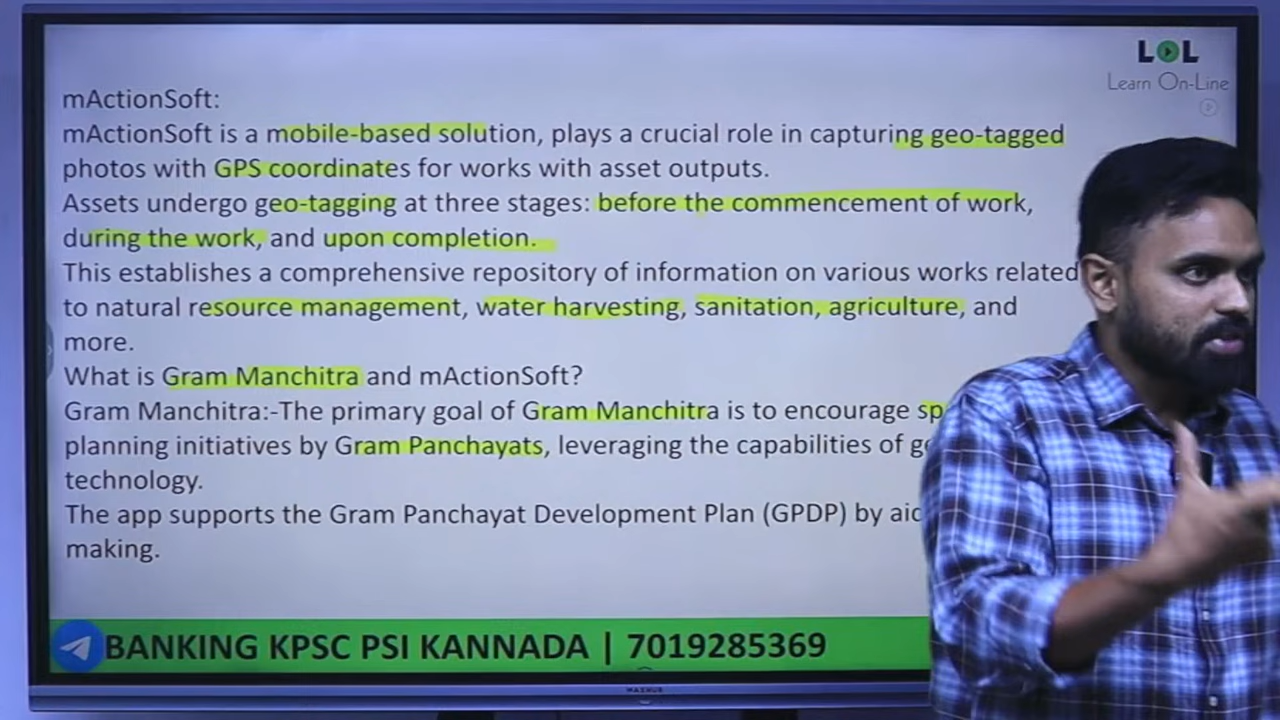 LOL
Learn On-Line
mActionSoft:
mActionSoft is a mobile-based solution, plays a crucial role in capturing geo-tagged
photos with GPS coordinates for works with asset outputs.
Assets undergo geo-tagging at three stages: before the commencement of work,
during the work, and upon completion.
This establishes a comprehensive repository of information on various works related
to natural resource management, water harvesting, sanitation, agriculture, and
more.
What is Gram Manchitra and mActionSoft?
Gram Manchitra:-The primary goal of Gram Manchitra is to encourage
planning initiatives by Gram Panchayats, leveraging the capabilities of
technology.
The app supports the Gram Panchayat Development Plan (GPDP) by
making.
BANKING KPSC PSI KANNADA | 7019285369